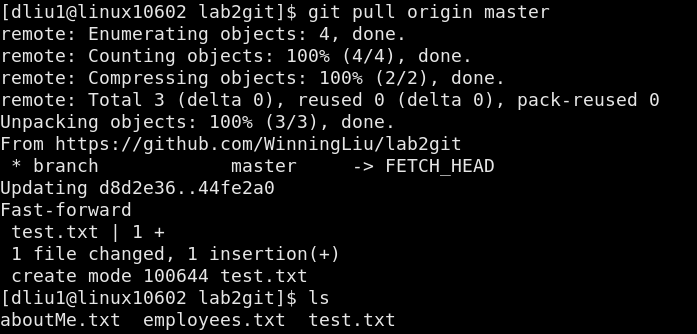 [dliu1@linux10602 lab2git]$ git pull origin master
remote: Enumerating objects: 4, done.
remote: Counting objects: 100% (4/4), done.
remote: Compressing objects: 100% (2/2), done.
remote: Total 3 (delta 0), reused 0 (delta 0), pack-reused 0
Unpacking objects: 100% (3/3), done.
From https://github.com/WinningLiu/lab2git
 * branch            master     -> FETCH_HEAD
Updating d8d2e36..44fe2a0
Fast-forward
 test.txt | 1 +
 1 file changed, 1 insertion(+)
 create mode 100644 test.txt
[dliu1@linux10602 lab2git]$ ls
aboutMe.txt  employees.txt  test.txt